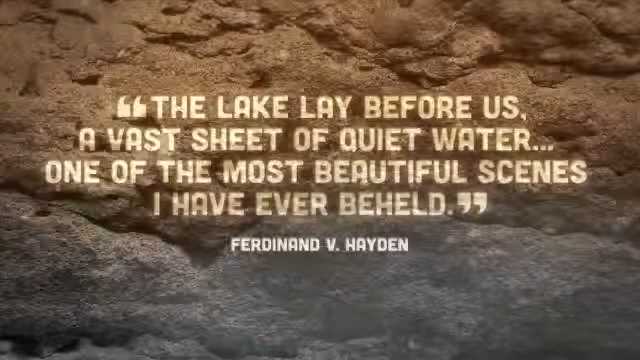 “THE LAKE LAY BEFORE US,
A VAST SHEET OF QUIET WATER...
ONE OF THE MOST BEAUTIFUL SCENES
I HAVE EVER BEHELD.”
FERDINAND V. HAYDEN